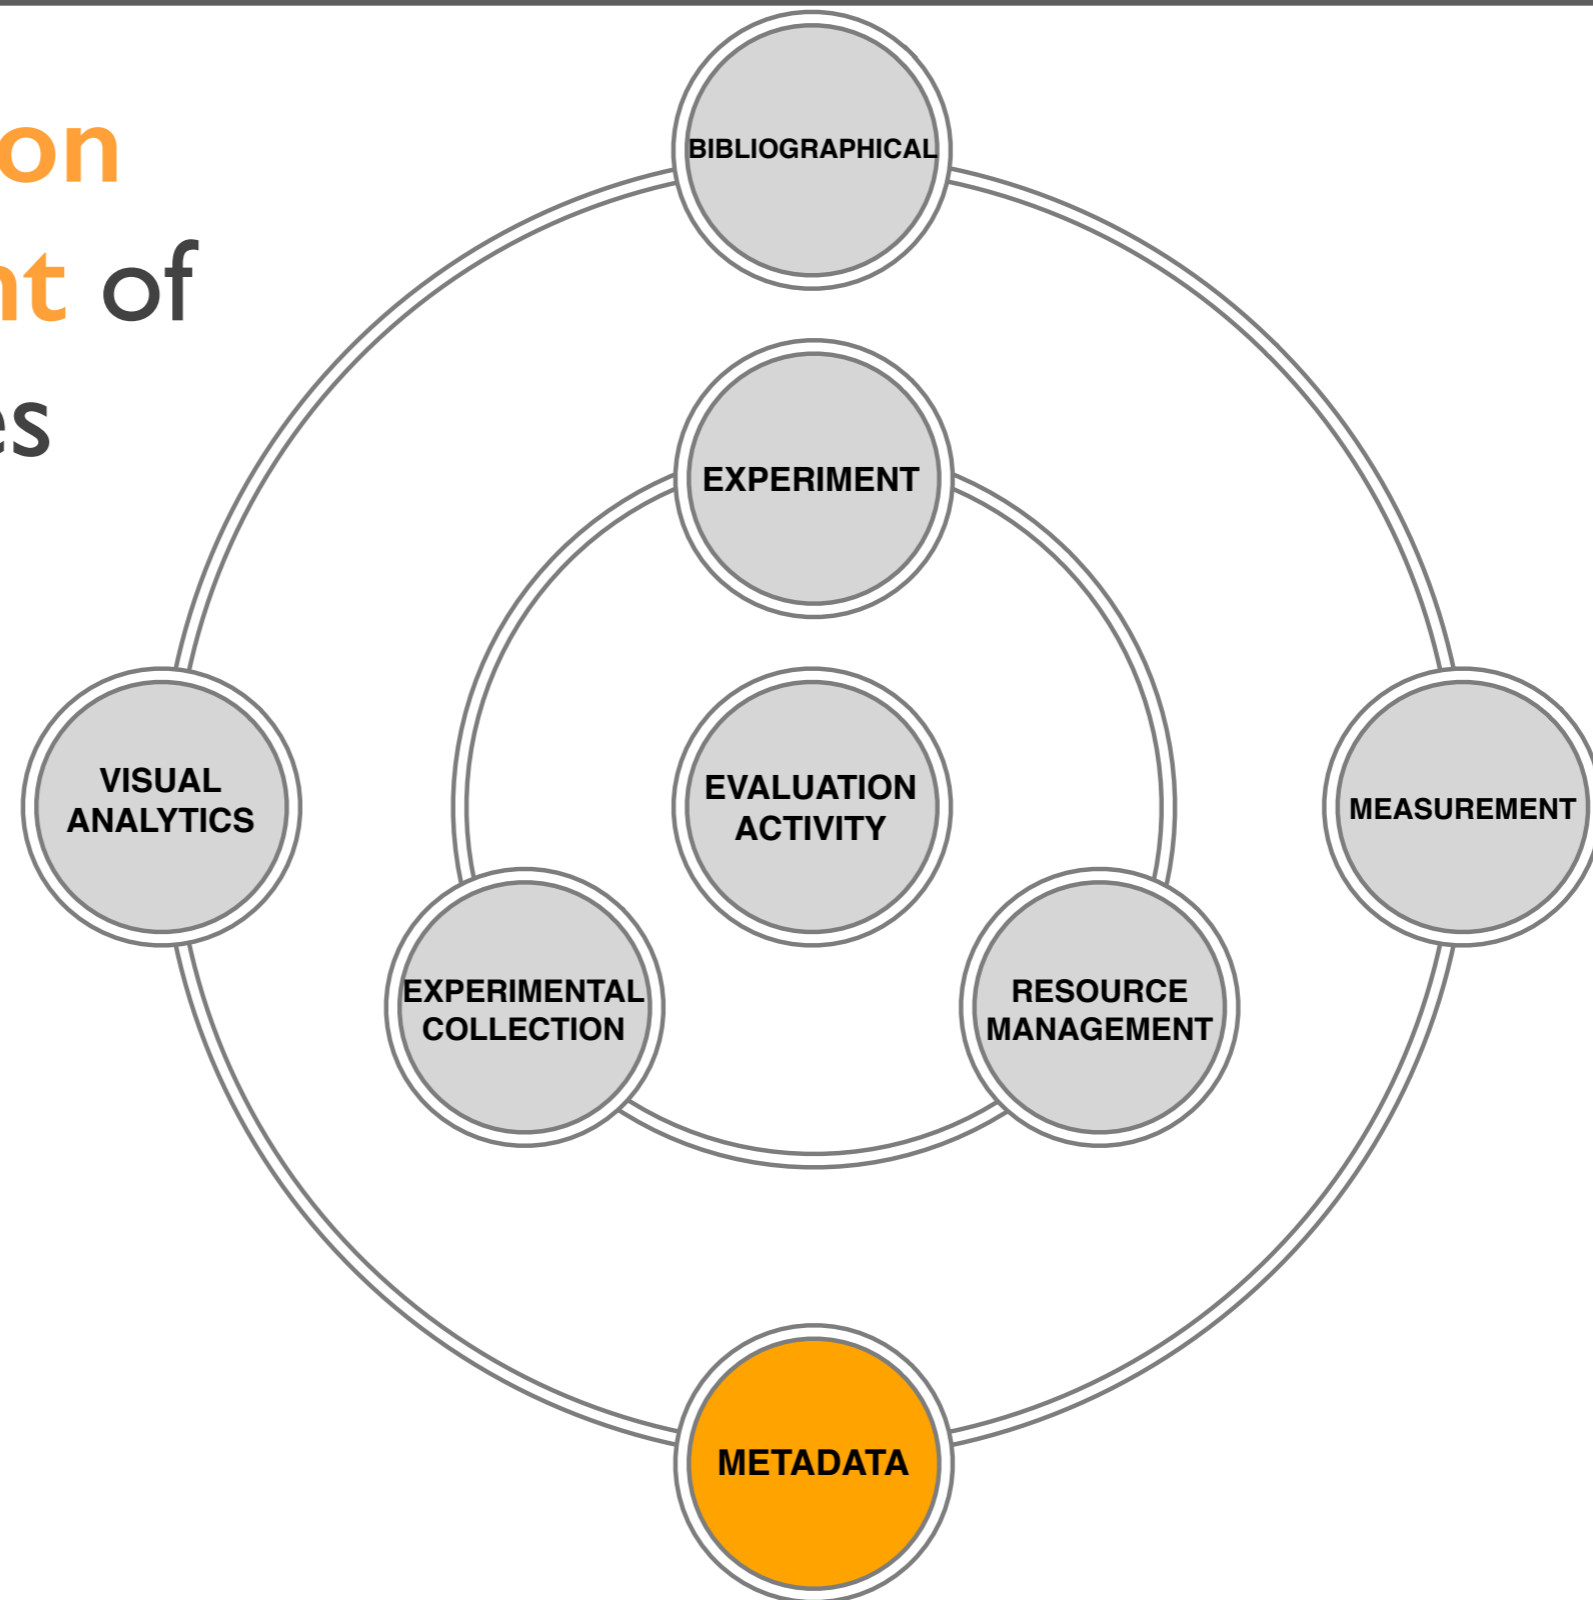 on
nt of
es
BIBLIOGRAPHICAL
EXPERIMENT
VISUAL
ANALYTICS
EVALUATION
ACTIVITY
MEASUREMENT
EXPERIMENTAL
COLLECTION
RESOURCE
MANAGEMENT
METADATA